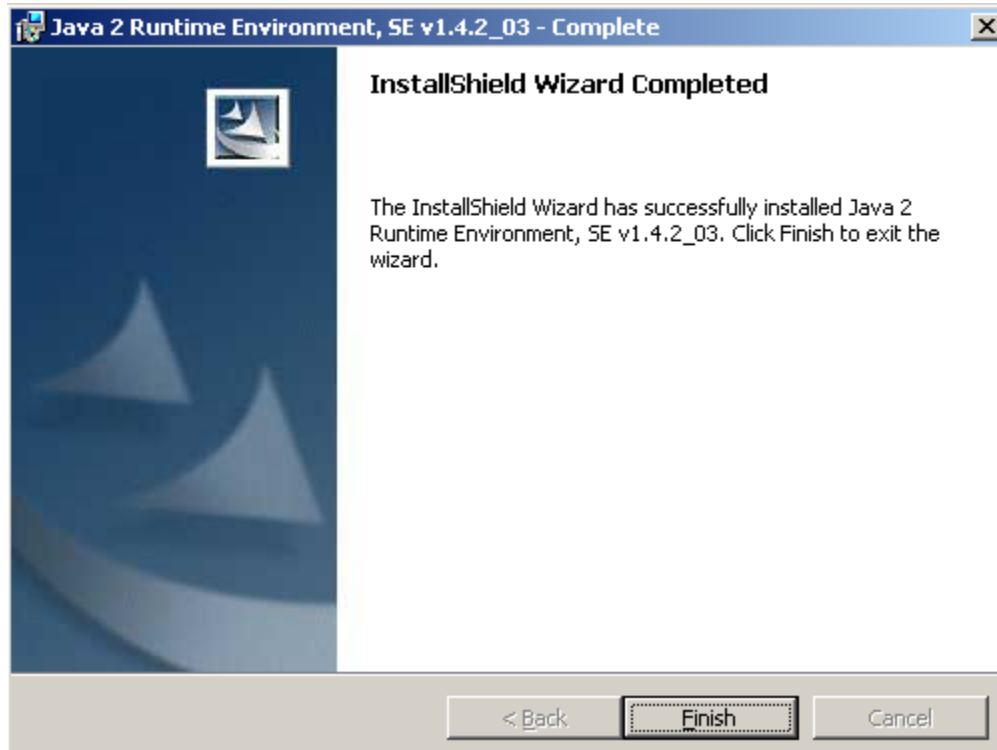 Java 2 Runtime Environment, SE v1.4.2_03 - Complete
InstallShield Wizard Completed
The InstallShield Wizard has successfully installed Java 2
Runtime Environment, SE v1.4.2_03. Click Finish to exit the
wizard.
< Back Finish Cancel